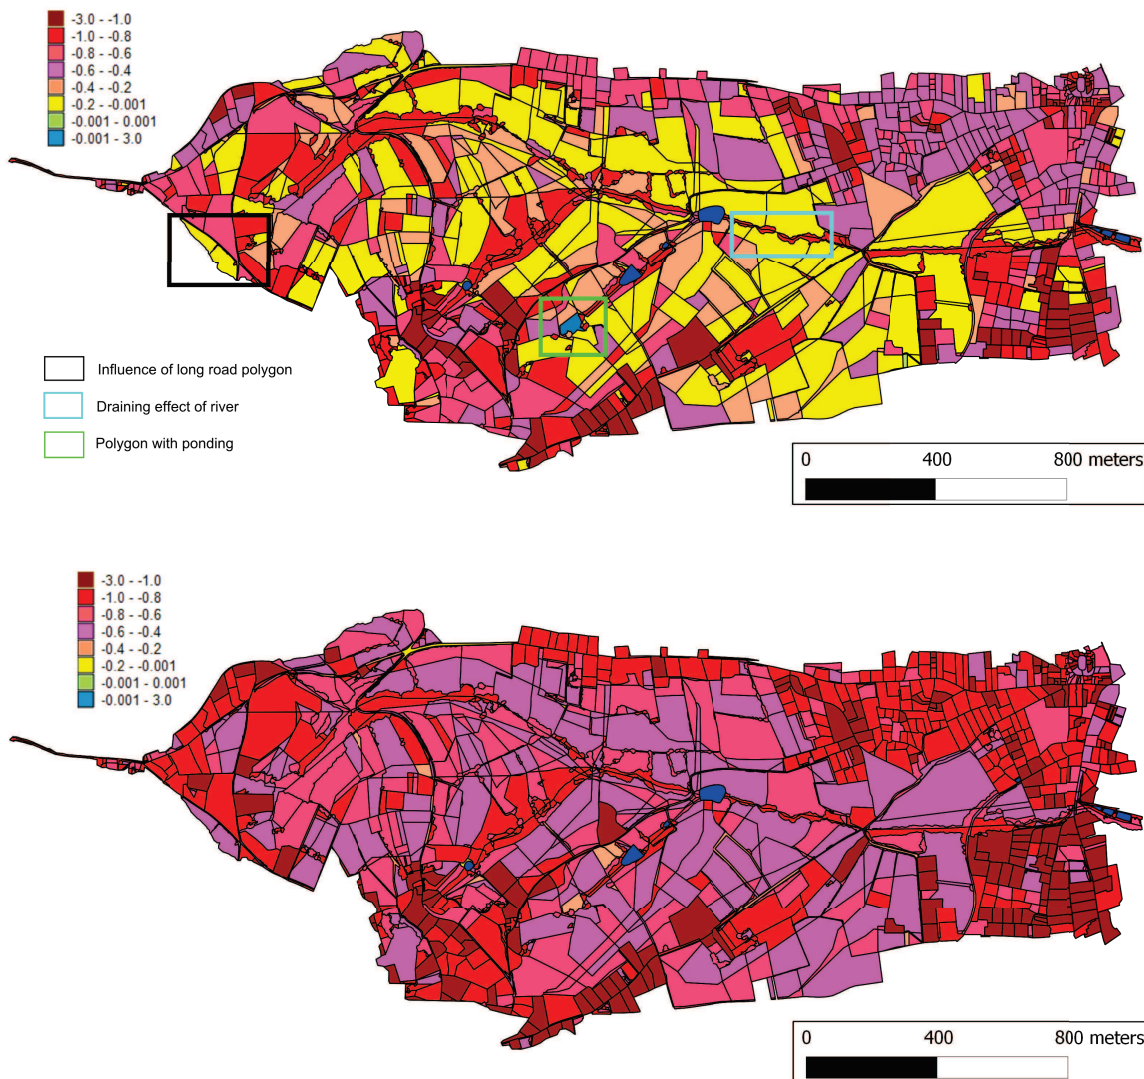 -3.0 - -1.0
-1.0 - -0.8
-0.8 - -0.6
-0.6 - -0.4
-0.4 - -0.2
-0.2 - -0.001
-0.001 - 0.001
-0.001 - 3.0
Influence of long road polygon
Draining effect of river
Polygon with ponding
0 400 800 meters
-3.0 - -1.0
-1.0 - -0.8
-0.8 - -0.6
-0.6 - -0.4
-0.4 - -0.2
-0.2 - -0.001
-0.001 - 0.001
-0.001 - 3.0
0 400 800 meters